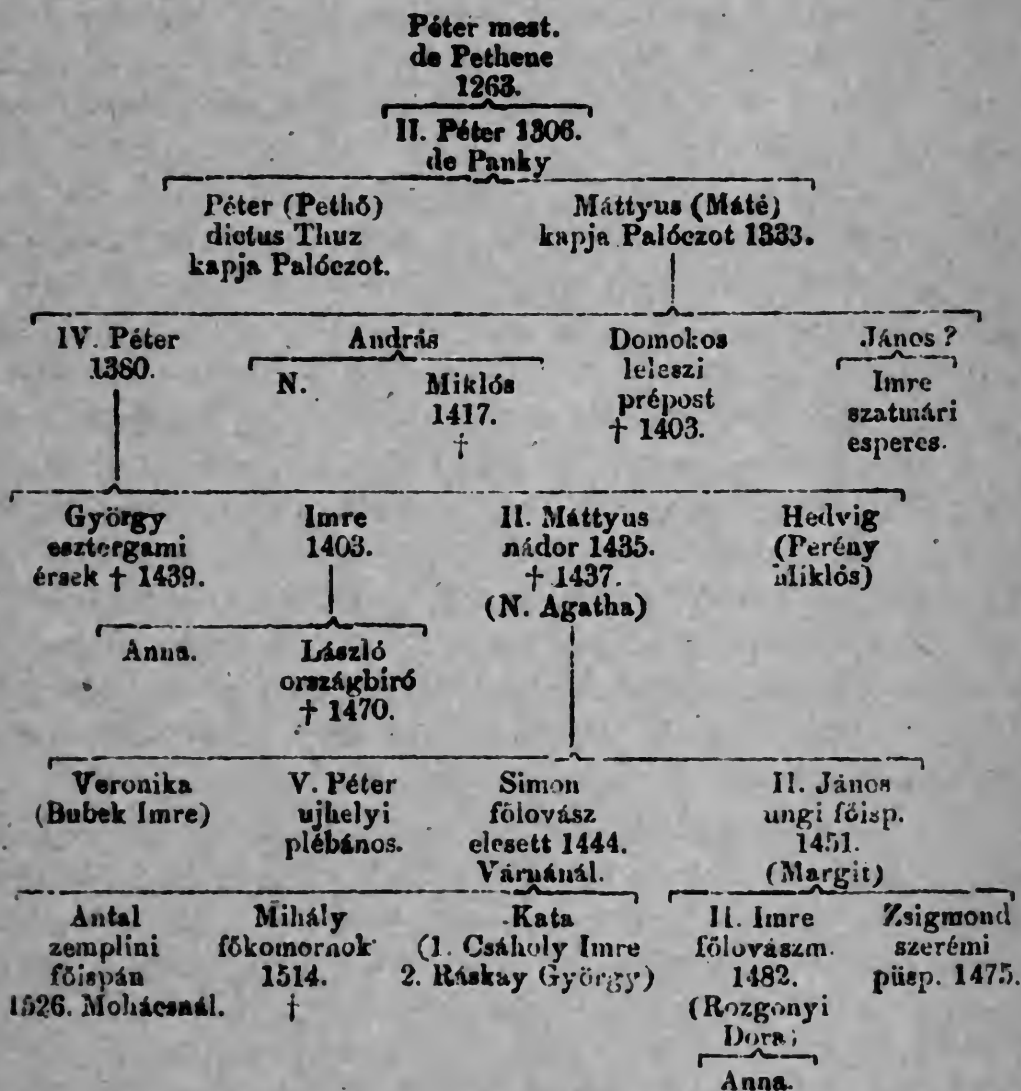 Péter mest.
de Pethene
1263.
II. Péter 1306.
de Panky
Péter (Pethő)
dictus Thuz
kapja Palóczot.
Máttyus (Máté)
kapja Palóczot 1333.
IV. Péter
1380.
András
N.
Miklós
1417.
†
Domokos
leleszi
prépost
† 1403.
János ?
Imre
szatmári
esperes.
György
esztergami
érsek † 1439.
Imre
1403.
II. Máttyus
nádor 1435.
† 1437.
(N. Agatha)
Hedvig
(Perény
Miklós)
Anna.
László
országbiró
† 1470.
Veronika
(Bubek Imre)
V. Péter
ujhelyi
plébános.
Simon
fölovász
elesett 1444.
Várnánál.
II. János
ungi főisp.
1451.
(Margit)
Antal
zemplini
főispán
1526. Mohácsnál.
Mihály
főkomornok
1514.
†
Kata
(1. Csáholy Imre
2. Ráskay György)
II. Imre
fölovászm.
1482.
(Rozgonyi
Dora;
Anna.
Zsigmond
szerémi
püsp. 1475.